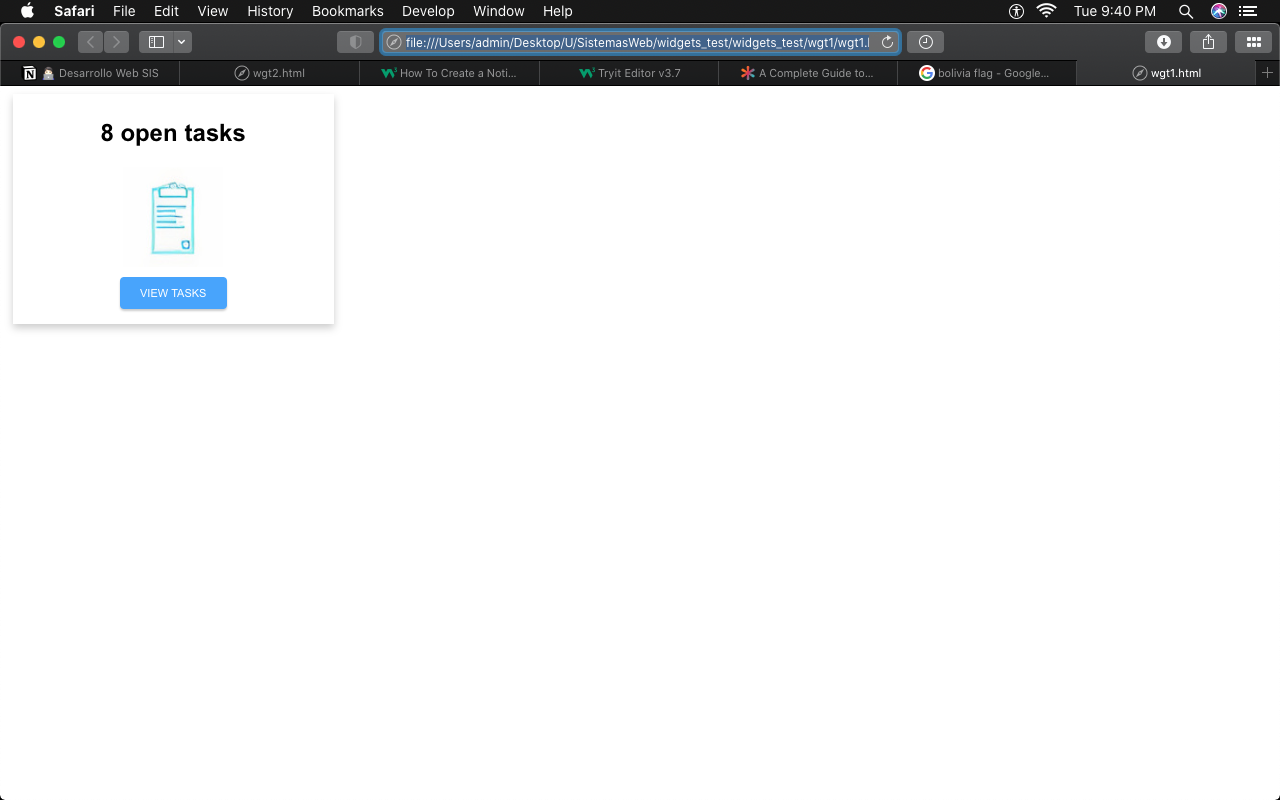 Safari File Edit View History Bookmarks Develop Window Help Tue 9:40 PM
file:///Users/admin/Desktop/U/SistemasWeb/widgets_test/widgets_test/wgt1/wgt1.l
Desarrollo Web SIS wgt2.html How To Create a Noti... Tryit Editor v3.7 A Complete Guide to... bolivia flag - Google... wgt1.html
8 open tasks
VIEW TASKS